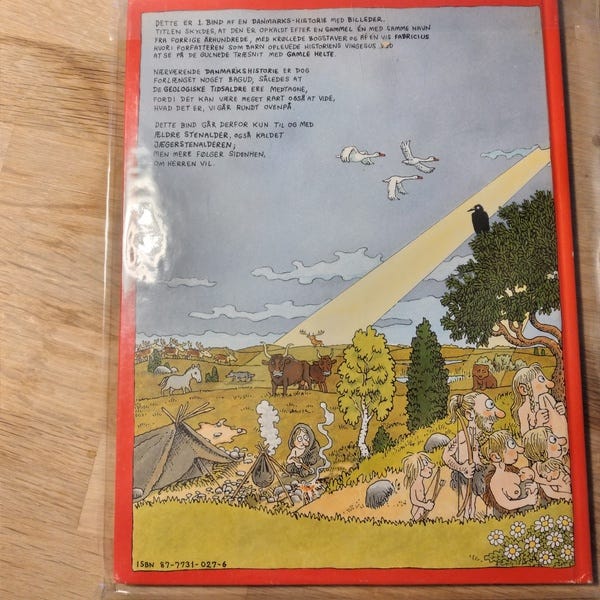 DETTE ER 1. BIND AF EN DANMARKS-HISTORIE MED BILLEDER.
TITLEN SKYLDES, AT DEN ER OPKALDT EFTER EN GAMMEL ÉN MED SAMME NAVN
FRA FORRIGE ÅRHUNDREDE, MED KRØLLEDE BOGSTAVER OG AF EN VIS FABRICIUS
HVORI FORFATTEREN SOM BARN OPLEVEDE HISTORIENS VINGESUS
AT SE PÅ DE GULNEDE TRÆSNIT MED GAMLE HELTE.
NÆRVÆRENDE DANMARKSHISTORIE ER DOG
FORLÆNGET NOGET BAGUD, SÅLEDES AT
DE GEOLOGISKE TIDSALDRE ERE MEDTAGNE,
FORDI DET KAN VÆRE MEGET RART OGSÅ AT VIDE,
HVAD DET ER, VI GÅR RUNDT OVENPÅ.
DETTE BIND GÅR DERFOR KUN TIL OG MED
ÆLDRE STENALDER, OGSÅ KALDET
JÆGERSTENALDEREN;
MEN MERE FØLGER SIDENHEN,
OM HERREN VIL.
ISBN 87-7731-027-6